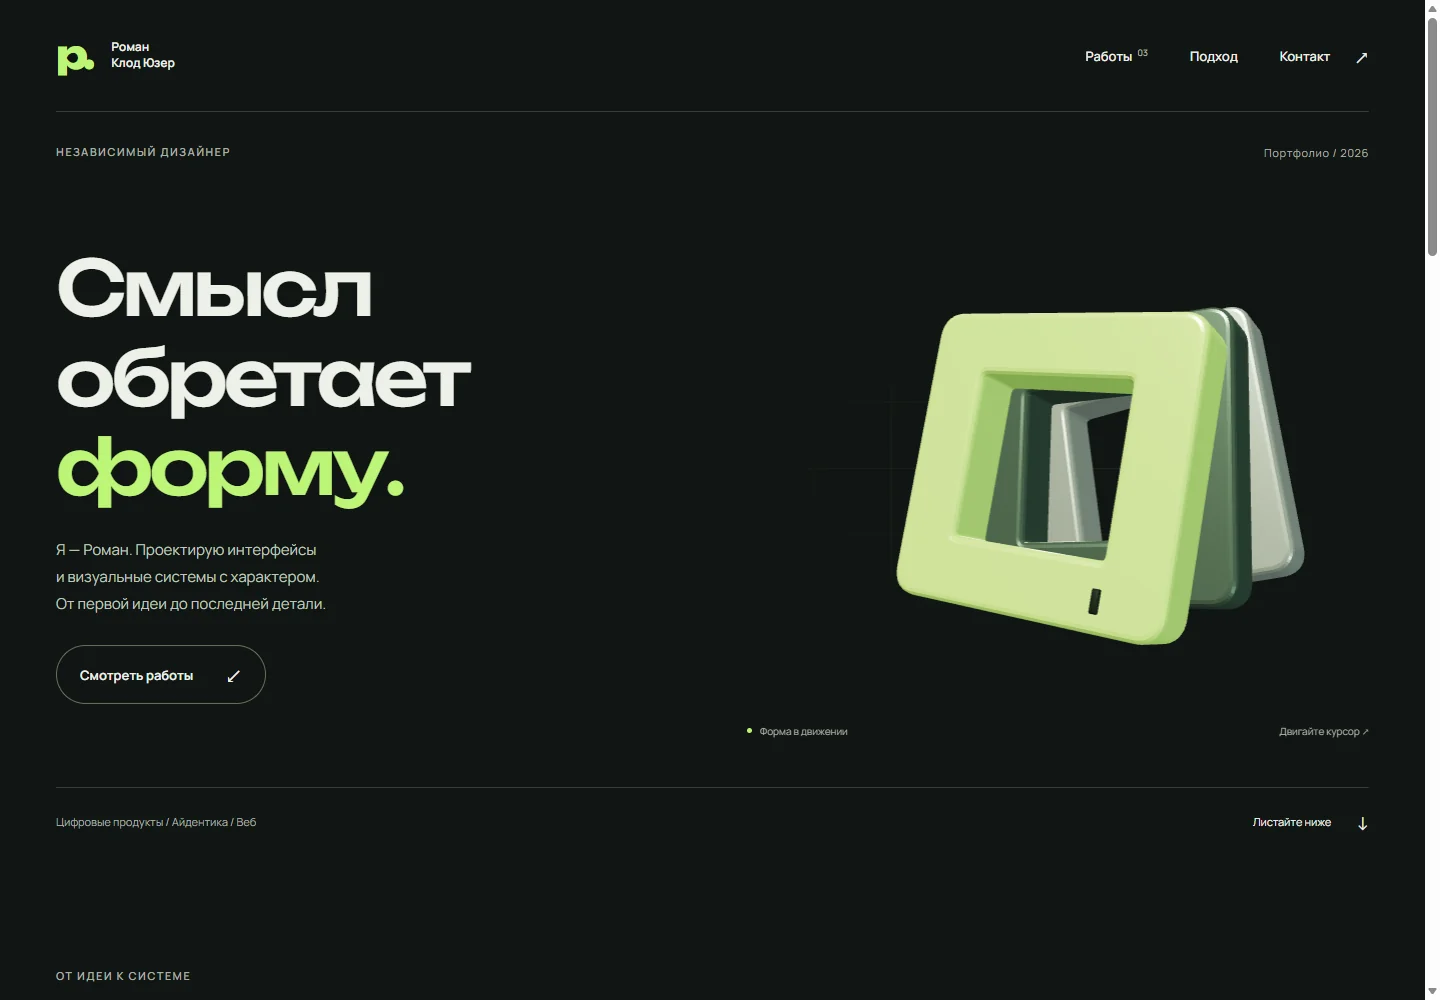 р.
Роман
Клод Юзер
Работы 03
Подход
Контакт ↗
НЕЗАВИСИМЫЙ ДИЗАЙНЕР
Портфолио / 2026
Смысл
обретает
форму.
Я — Роман. Проектирую интерфейсы
и визуальные системы с характером.
От первой идеи до последней детали.
Смотреть работы ↙
Форма в движении
Двигайте курсор ↗
Цифровые продукты / Айдентика / Веб
Листайте ниже ↓
ОТ ИДЕИ К СИСТЕМЕ